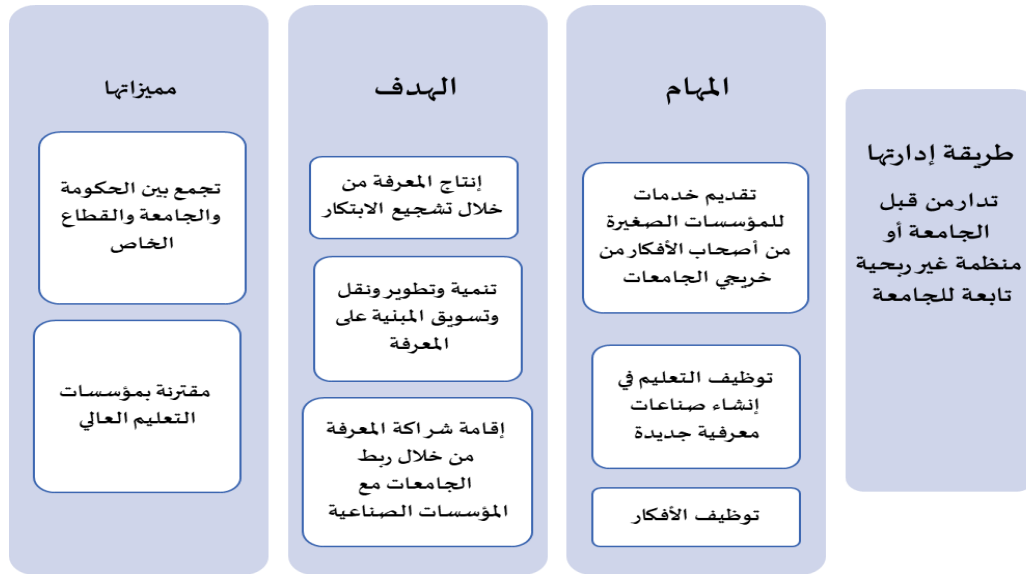 طريقة إدارتها
تدار من قبل
الجامعة أو
منظمة غير ربحية
تابعة للجامعة
المهام
تقديم خدمات
للمؤسسات الصغيرة
من أصحاب الأفكار من
خريجي الجامعات
توظيف التعليم في
إنشاء صناعات
معرفية جديدة
توظيف الأفكار
الهدف
إنتاج المعرفة من
خلال تشجيع الابتكار
تنمية وتطوير ونقل
وتسويق المبنية على
المعرفة
إقامة شراكة المعرفة
من خلال ربط
الجامعات مع
المؤسسات الصناعية
مميزاتها
تجمع بين الحكومة
والجامعة والقطاع
الخاص
مقترنة بمؤسسات
التعليم العالي